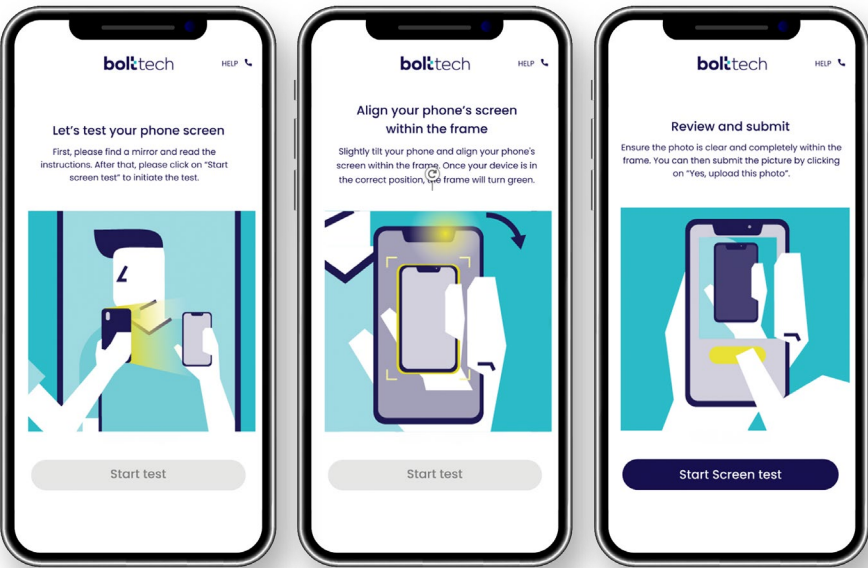 bolttech
HELP
Let's test your phone screen
First, please find a mirror and read the
instructions. After that, please click on "Start
screen test" to initiate the test.
Start test
bolttech
HELP
Align your phone's screen
within the frame
Slightly tilt your phone and align your phone's
screen within the frame. Once your device is in
the correct position, the frame will turn green.
Start test
bolttech
HELP
Review and submit
Ensure the photo is clear and completely within the
frame. You can then submit the picture by clicking
on "Yes, upload this photo".
Start Screen test